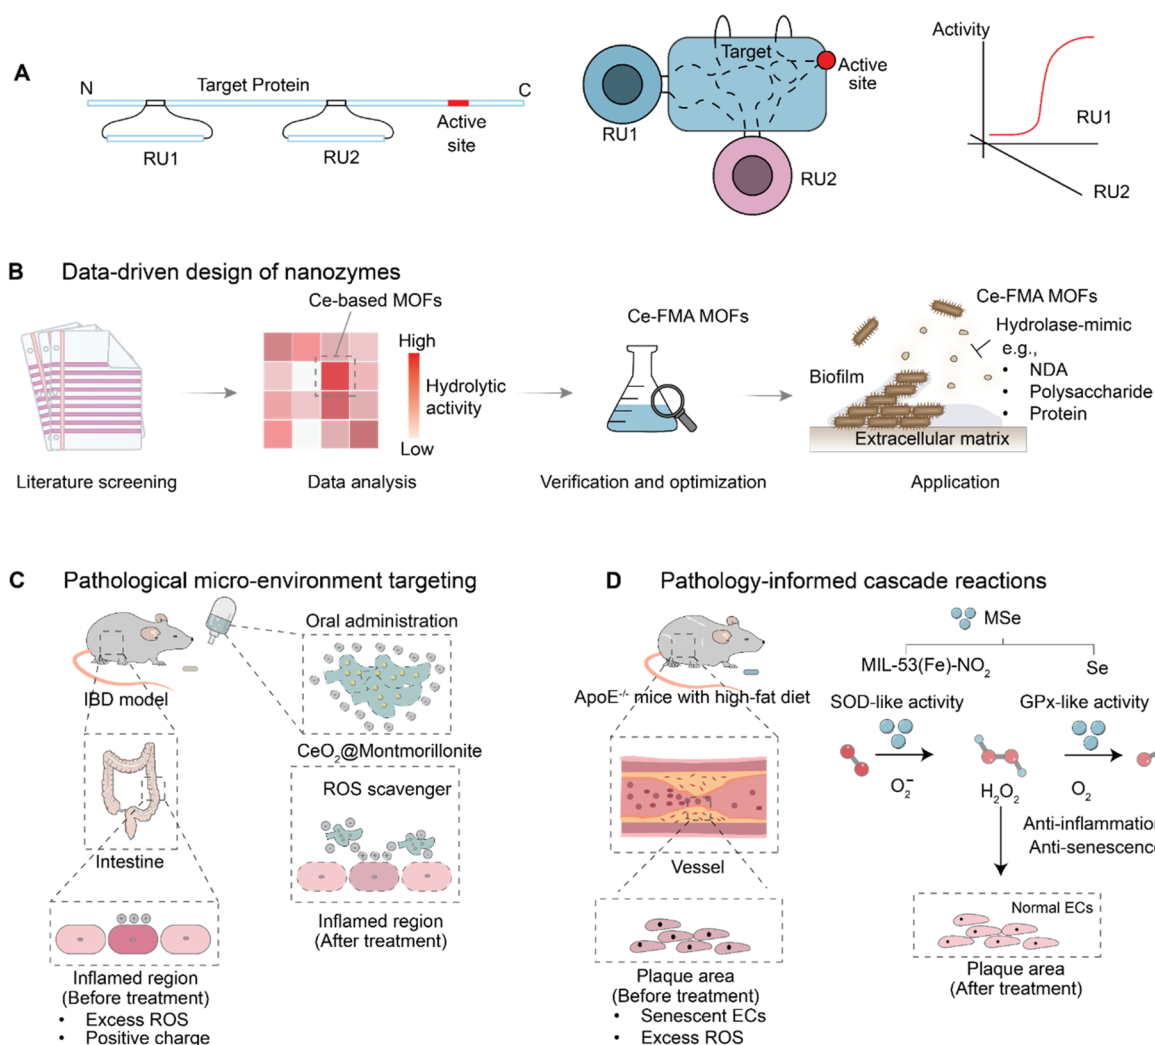 A
N
Target Protein
C
RU1
RU2
Active
site
Target
Active
site
RU1
RU2
Activity
RU1
RU2
B Data-driven design of nanozymes
Ce-based MOFs
High
Hydrolytic
activity
Low
Ce-FMA MOFs
Ce-FMA MOFs
Hydrolase-mimic
e.g.,
• NDA
• Polysaccharide
• Protein
Biofilm
Extracellular matrix
Literature screening
Data analysis
Verification and optimization
Application
C Pathological micro-environment targeting
Oral administration
IBD model
CeO₂@Montmorillonite
ROS scavenger
Intestine
Inflamed region
(After treatment)
Inflamed region
(Before treatment)
• Excess ROS
• Positive charge
D Pathology-informed cascade reactions
MSe
MIL-53(Fe)-NO₂
Se
ApoE⁻/⁻ mice with high-fat diet
SOD-like activity
GPx-like activity
O₂⁻
H₂O₂
O₂
Anti-inflammation
Anti-senescence
Vessel
Normal ECs
Plaque area
(After treatment)
Plaque area
(Before treatment)
• Senescent ECs
• Excess ROS